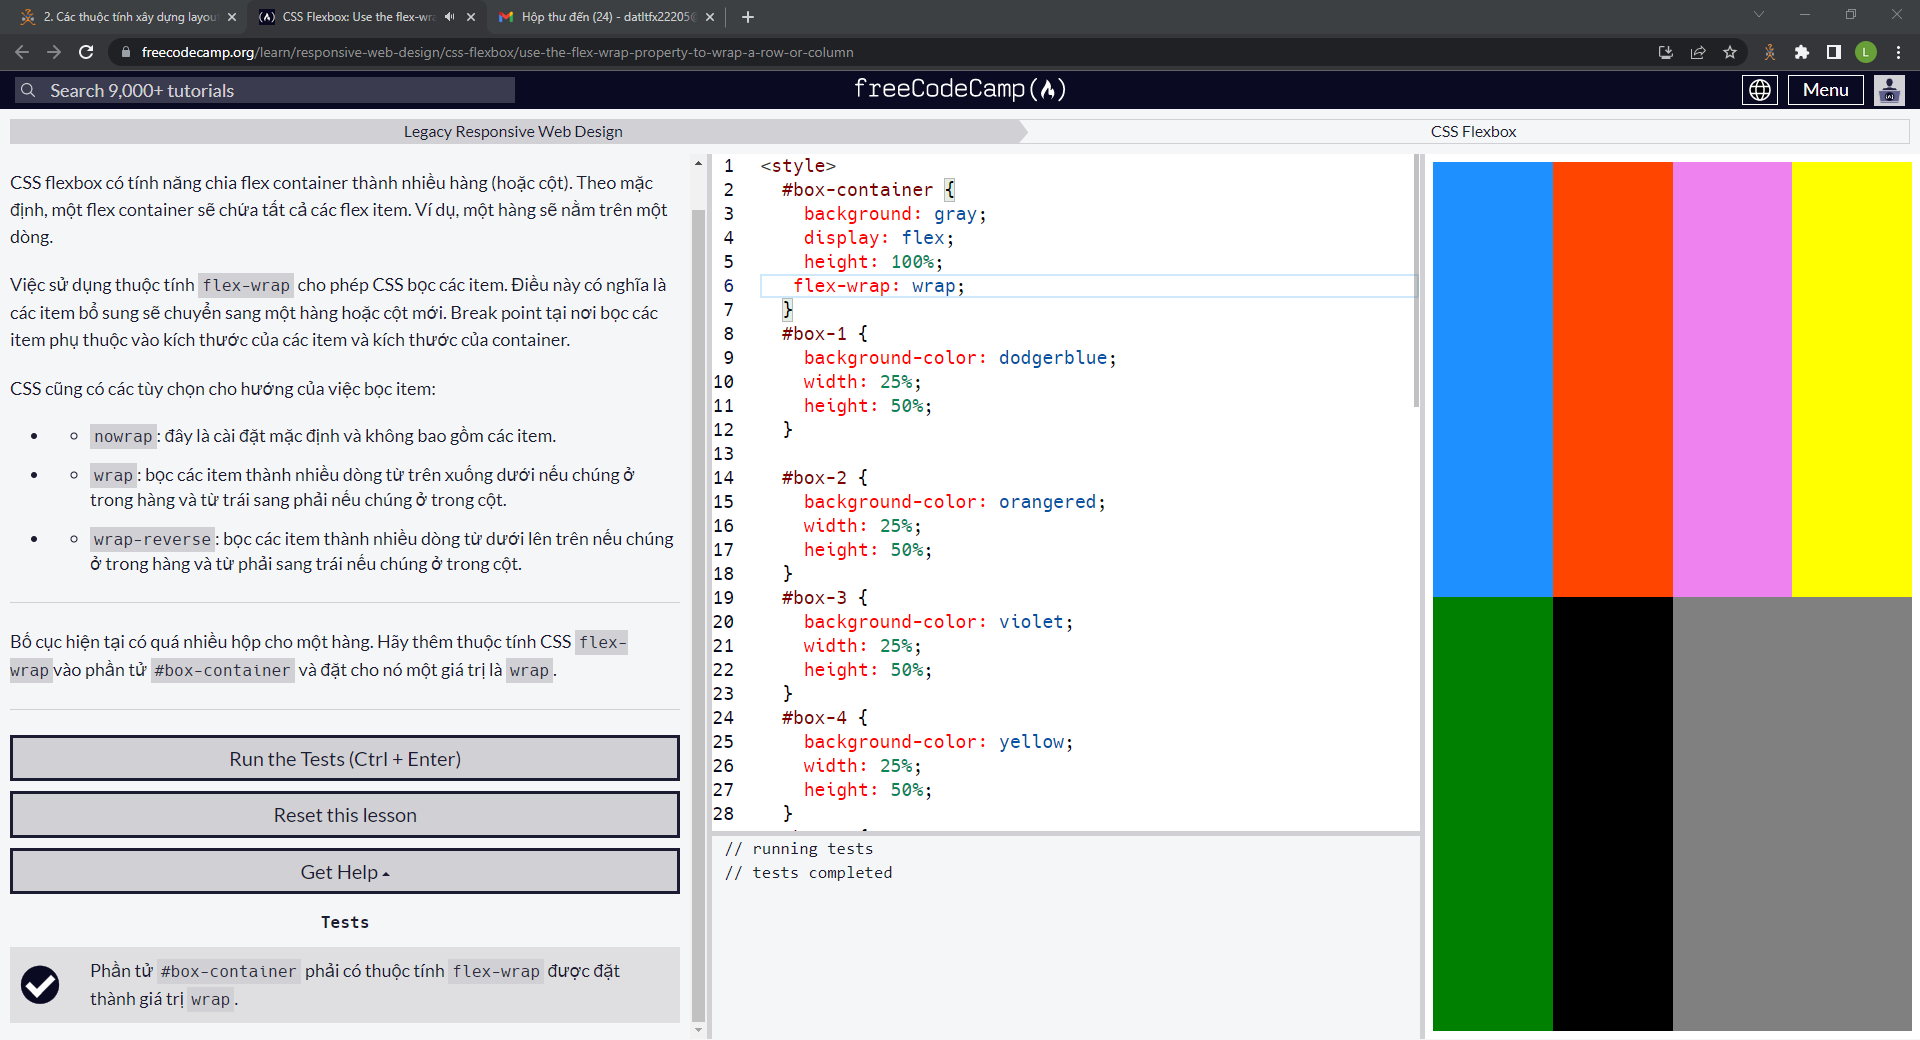 2. Các thuộc tính xây dựng layou
CSS Flexbox: Use the flex-wra
Hộp thư đến (24) - datltfx22205@
freecodecamp.org/learn/responsive-web-design/css-flexbox/use-the-flex-wrap-property-to-wrap-a-row-or-column
L
Search 9,000+ tutorials
freeCodeCamp
Menu
Legacy Responsive Web Design
CSS Flexbox
CSS flexbox có tính năng chia flex container thành nhiều hàng (hoặc cột). Theo mặc
định, một flex container sẽ chứa tất cả các flex item. Ví dụ, một hàng sẽ nằm trên một
dòng.
Việc sử dụng thuộc tính flex-wrap cho phép CSS bọc các item. Điều này có nghĩa là
các item bổ sung sẽ chuyển sang một hàng hoặc cột mới. Break point tại nơi bọc các
item phụ thuộc vào kích thước của các item và kích thước của container.
CSS cũng có các tùy chọn cho hướng của việc bọc item:
nowrap: đây là cài đặt mặc định và không bao gồm các item.
wrap: bọc các item thành nhiều dòng từ trên xuống dưới nếu chúng ở
trong hàng và từ trái sang phải nếu chúng ở trong cột.
wrap-reverse: bọc các item thành nhiều dòng từ dưới lên trên nếu chúng
ở trong hàng và từ phải sang trái nếu chúng ở trong cột.
Bố cục hiện tại có quá nhiều hộp cho một hàng. Hãy thêm thuộc tính CSS flex-
wrap vào phần tử #box-container và đặt cho nó một giá trị là wrap.
Run the Tests (Ctrl + Enter)
Reset this lesson
Get Help
Tests
Phần tử #box-container phải có thuộc tính flex-wrap được đặt
thành giá trị wrap.
1 <style>
2 #box-container {
3 background: gray;
4 display: flex;
5 height: 100%;
6 flex-wrap: wrap;
7 }
8 #box-1 {
9 background-color: dodgerblue;
10 width: 25%;
11 height: 50%;
12 }
13
14 #box-2 {
15 background-color: orangered;
16 width: 25%;
17 height: 50%;
18 }
19 #box-3 {
20 background-color: violet;
21 width: 25%;
22 height: 50%;
23 }
24 #box-4 {
25 background-color: yellow;
26 width: 25%;
27 height: 50%;
28 }
// running tests
// tests completed